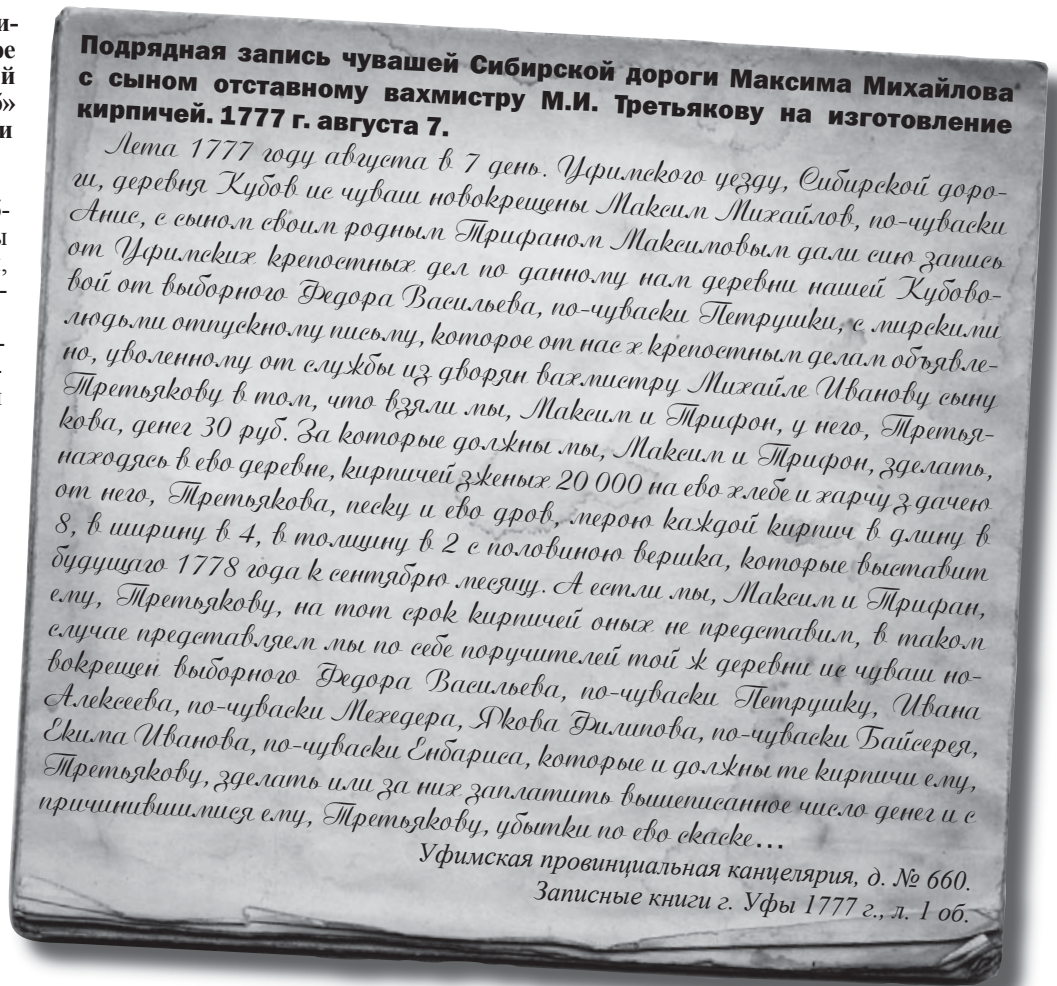 и-
ое
й
б»
и
б-
ы
,
-
-
Подрядная запись чувашей Сибирской дороги Максима Михайлова
с сыном отставному вахмистру М.И. Третьякову на изготовление
кирпичей. 1777 г. августа 7.
Лета 1777 году августа в 7 день. Уфимского уезду, Сибирской доро-
ги, деревня Кубов ис чуваш новокрещены Максим Михайлов, по-чуваски
Анис, с сыном своим родным Трифаном Максимовым дали сию запись
от Уфимских крепостных дел по данному нам деревни нашей Кубово-
вой от выборного Федора Васильева, по-чуваски Петрушки, с мирскими
людьми отпускному письму, которое от нас х крепостным делам объявле-
но, уволенному от службы из дворян вахмистру Михайле Иванову сыну
Третьякову в том, что взяли мы, Максим и Трифон, у него, Третья-
кова, денег 30 руб. За которые должны мы, Максим и Трифон, зделать,
находясь в ево деревне, кирпичей зженых 20 000 на ево хлебе и харчу з дачею
от него, Третьякова, песку и ево дров, мерою каждой кирпич в длину в
8, в ширину в 4, в толщину в 2 с половиною вершка, которые выставит
будущаго 1778 года к сентябрю месяцу. А естли мы, Максим и Трифан,
ему, Третьякову, на тот срок кирпичей оных не представим, в таком
случае представляем мы по себе поручителей той ж деревни ис чуваш но-
вокрещен выборного Федора Васильева, по-чуваски Петрушку, Ивана
Алексеева, по-чуваски Мехедера, Якова Филипова, по-чуваски Байсерея,
Екима Иванова, по-чуваски Енбариса, которые и должны те кирпичи ему,
Третьякову, зделать или за них заплатить вышеписанное число денег и с
причинившимися ему, Третьякову, убытки по ево скаске...
Уфимская провинциальная канцелярия, д. № 660.
Записные книги г. Уфы 1777 г., л. 1 об.